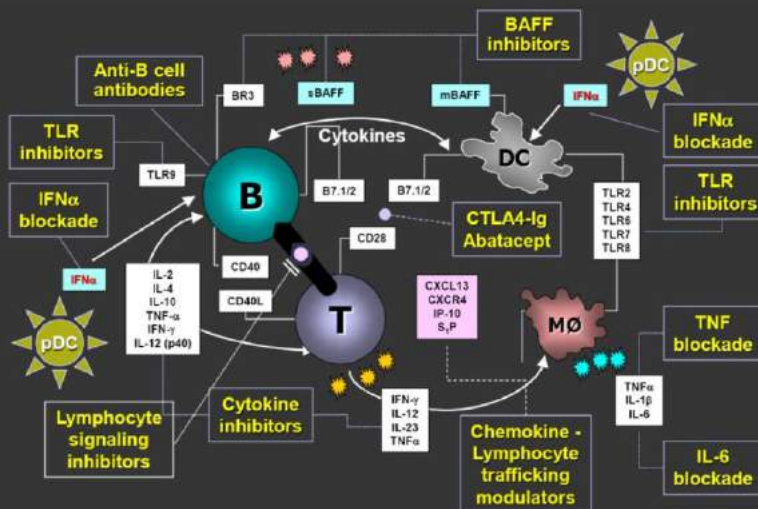 BAFF
inhibitors
pDC
Anti-B cell
antibodies
BR3
sBAFF
mBAFF
IFNα
TLR
inhibitors
Cytokines
DC
IFNα
blockade
TLR9
B
B7.1/2
B7.1/2
TLR2
TLR4
TLR6
TLR7
TLR8
TLR
inhibitors
IFNα
blockade
CTLA4-Ig
Abatacept
CD28
IFNα
CD40
IL-2
IL-4
IL-10
TNF-α
IFN-γ
IL-12 (p40)
CD40L
T
CXCL13
CXCR4
IP-10
S₁P
MØ
TNF
blockade
pDC
TNFα
IL-1β
IL-6
Lymphocyte
signaling
inhibitors
Cytokine
inhibitors
IFN-γ
IL-12
IL-23
TNFα
Chemokine -
Lymphocyte
trafficking
modulators
IL-6
blockade